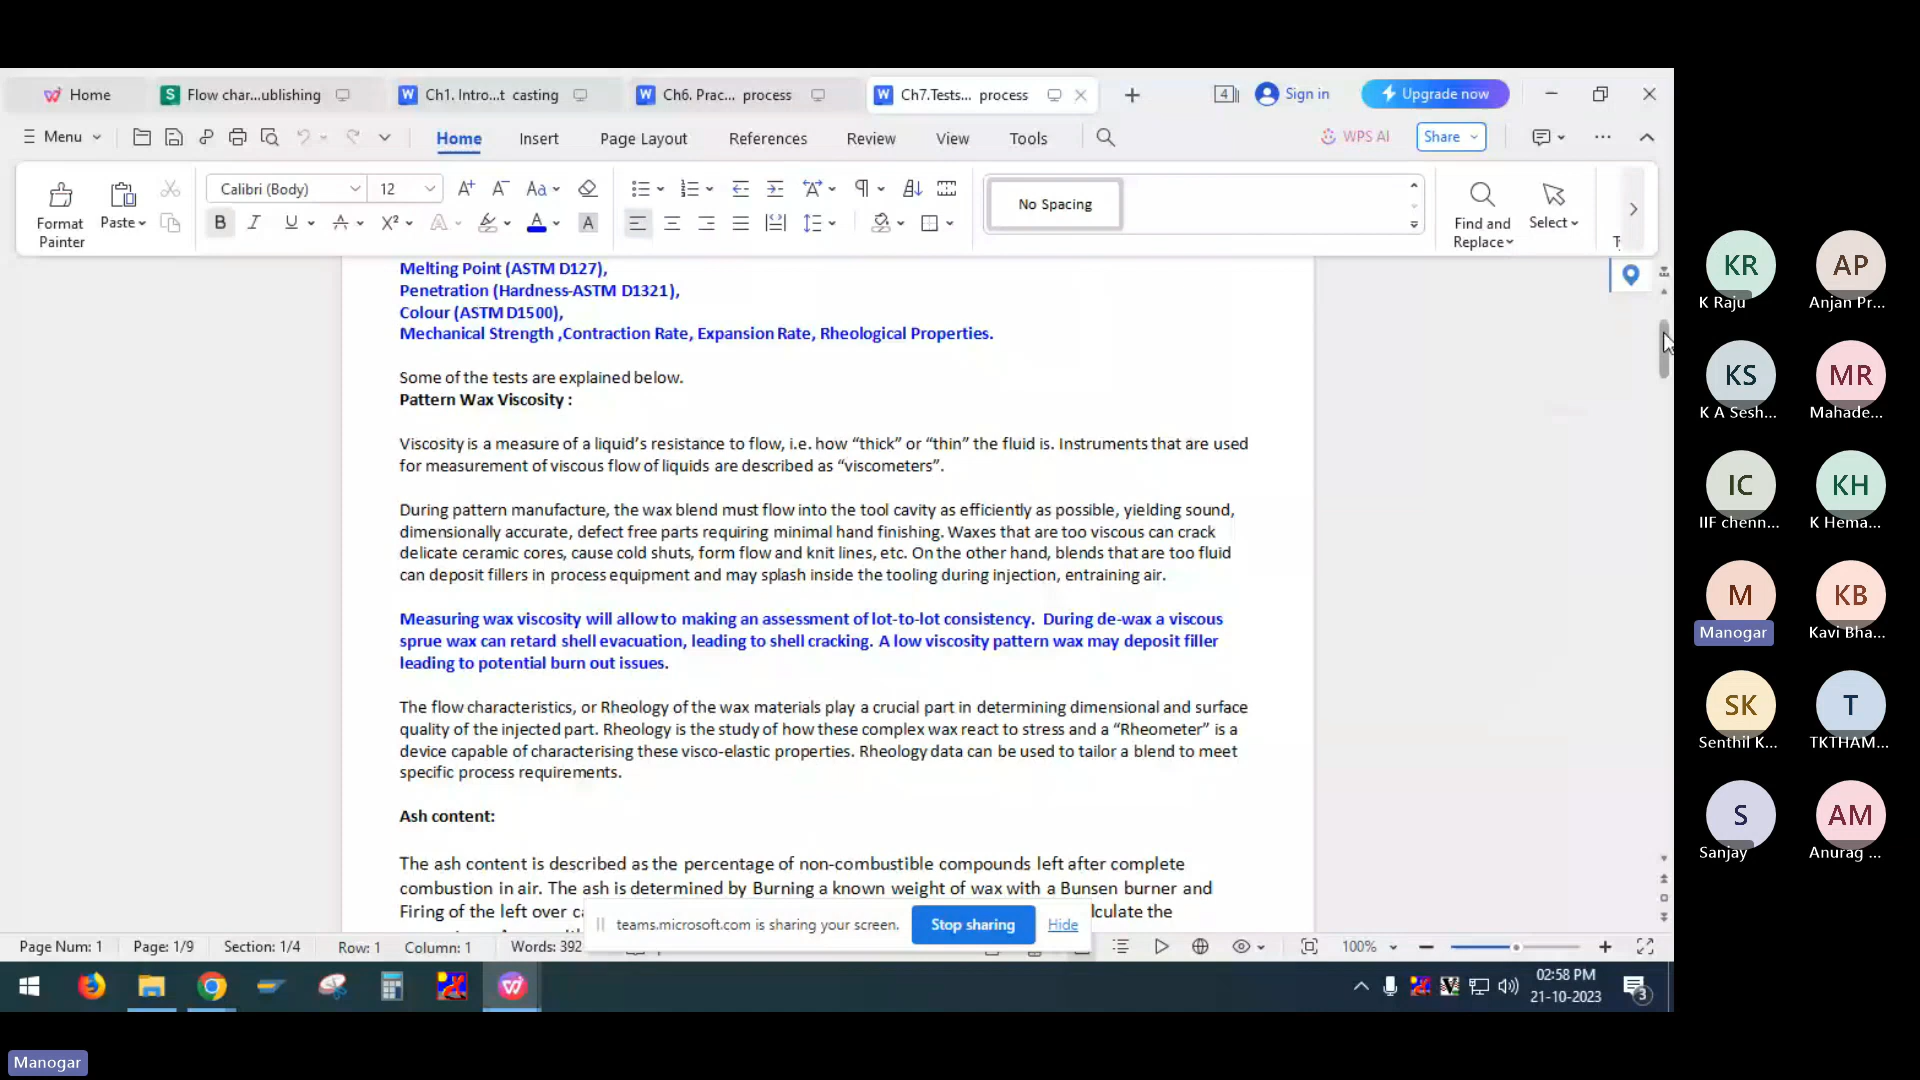 Home
Flow char...ublishing
Ch1. Intro...t casting
Ch6. Prac... process
Ch7.Tests... process
4
Sign in
Upgrade now
Menu
Home
Insert
Page Layout
References
Review
View
Tools
WPS AI
Share
Format Painter
Paste
Calibri (Body)
12
No Spacing
Find and Replace
Select
Melting Point (ASTM D127),
Penetration (Hardness-ASTM D1321),
Colour (ASTM D1500),
Mechanical Strength ,Contraction Rate, Expansion Rate, Rheological Properties.
Some of the tests are explained below.
Pattern Wax Viscosity :
Viscosity is a measure of a liquid’s resistance to flow, i.e. how “thick” or “thin” the fluid is. Instruments that are used
for measurement of viscous flow of liquids are described as “viscometers”.
During pattern manufacture, the wax blend must flow into the tool cavity as efficiently as possible, yielding sound,
dimensionally accurate, defect free parts requiring minimal hand finishing. Waxes that are too viscous can crack
delicate ceramic cores, cause cold shuts, form flow and knit lines, etc. On the other hand, blends that are too fluid
can deposit fillers in process equipment and may splash inside the tooling during injection, entraining air.
Measuring wax viscosity will allow to making an assessment of lot-to-lot consistency. During de-wax a viscous
sprue wax can retard shell evacuation, leading to shell cracking. A low viscosity pattern wax may deposit filler
leading to potential burn out issues.
The flow characteristics, or Rheology of the wax materials play a crucial part in determining dimensional and surface
quality of the injected part. Rheology is the study of how these complex wax react to stress and a “Rheometer” is a
device capable of characterising these visco-elastic properties. Rheology data can be used to tailor a blend to meet
specific process requirements.
Ash content:
The ash content is described as the percentage of non-combustible compounds left after complete
combustion in air. The ash is determined by Burning a known weight of wax with a Bunsen burner and
Firing of the left over
lculate the
teams.microsoft.com is sharing your screen.
Stop sharing
Hide
Page Num: 1
Page: 1/9
Section: 1/4
Row: 1
Column: 1
Words: 392
100%
02:58 PM
21-10-2023
3
KR
K Raju
AP
Anjan Pr...
KS
K A Sesh...
MR
Mahade...
IC
IIF chenn...
KH
K Hema...
M
Manogar
KB
Kavi Bha...
SK
Senthil K...
T
TKTHAM...
S
Sanjay
AM
Anurag ...
Manogar